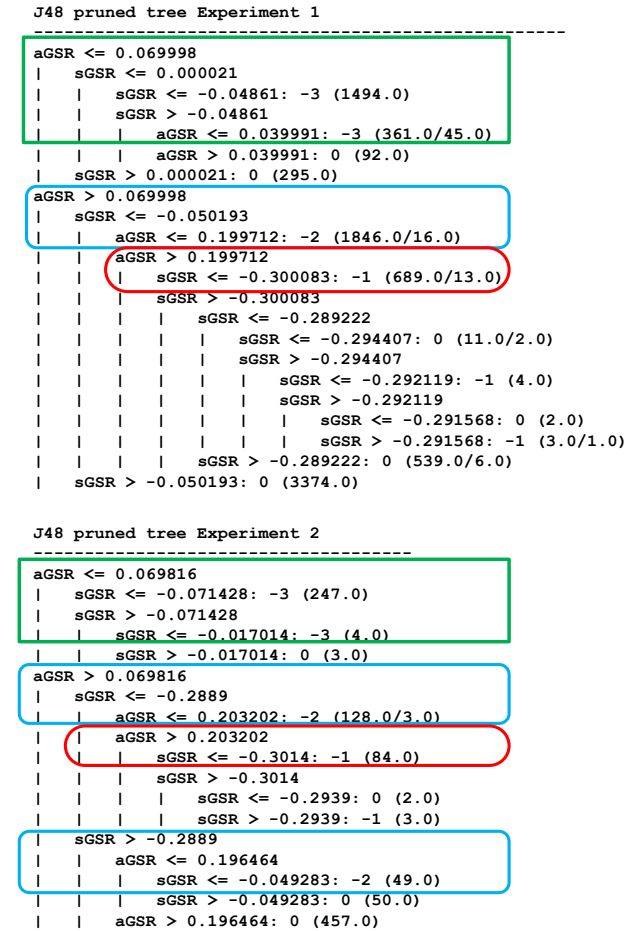 J48 pruned tree Experiment 1
----------------------------------------------------
aGSR <= 0.069998
|   sGSR <= 0.000021
|   |   sGSR <= -0.04861: -3 (1494.0)
|   |   sGSR > -0.04861
|   |   |   aGSR <= 0.039991: -3 (361.0/45.0)
|   |   |   aGSR > 0.039991: 0 (92.0)
|   sGSR > 0.000021: 0 (295.0)
aGSR > 0.069998
|   sGSR <= -0.050193
|   |   aGSR <= 0.199712: -2 (1846.0/16.0)
|   |   aGSR > 0.199712
|   |   |   sGSR <= -0.300083: -1 (689.0/13.0)
|   |   |   sGSR > -0.300083
|   |   |   |   sGSR <= -0.289222
|   |   |   |   |   sGSR <= -0.294407: 0 (11.0/2.0)
|   |   |   |   |   sGSR > -0.294407
|   |   |   |   |   |   sGSR <= -0.292119: -1 (4.0)
|   |   |   |   |   |   sGSR > -0.292119
|   |   |   |   |   |   |   sGSR <= -0.291568: 0 (2.0)
|   |   |   |   |   |   |   sGSR > -0.291568: -1 (3.0/1.0)
|   |   |   |   sGSR > -0.289222: 0 (539.0/6.0)
|   sGSR > -0.050193: 0 (3374.0)
J48 pruned tree Experiment 2
-------------------------------------
aGSR <= 0.069816
|   sGSR <= -0.071428: -3 (247.0)
|   sGSR > -0.071428
|   |   sGSR <= -0.017014: -3 (4.0)
|   |   sGSR > -0.017014: 0 (3.0)
aGSR > 0.069816
|   sGSR <= -0.2889
|   |   aGSR <= 0.203202: -2 (128.0/3.0)
|   |   aGSR > 0.203202
|   |   |   sGSR <= -0.3014: -1 (84.0)
|   |   |   sGSR > -0.3014
|   |   |   |   sGSR <= -0.2939: 0 (2.0)
|   |   |   |   sGSR > -0.2939: -1 (3.0)
|   sGSR > -0.2889
|   |   aGSR <= 0.196464
|   |   |   sGSR <= -0.049283: -2 (49.0)
|   |   |   sGSR > -0.049283: 0 (50.0)
|   |   aGSR > 0.196464: 0 (457.0)